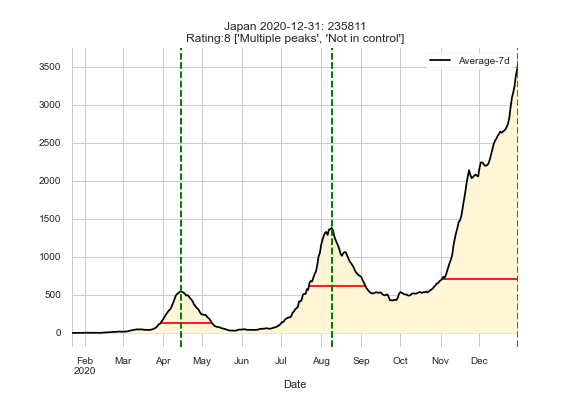 Japan 2020-12-31: 235811
Rating:8 ['Multiple peaks', 'Not in control']
Average-7d
3500
3000
2500
2000
1500
1000
500
0
Feb Mar Apr May Jun Jul Aug Sep Oct Nov Dec
2020
Date